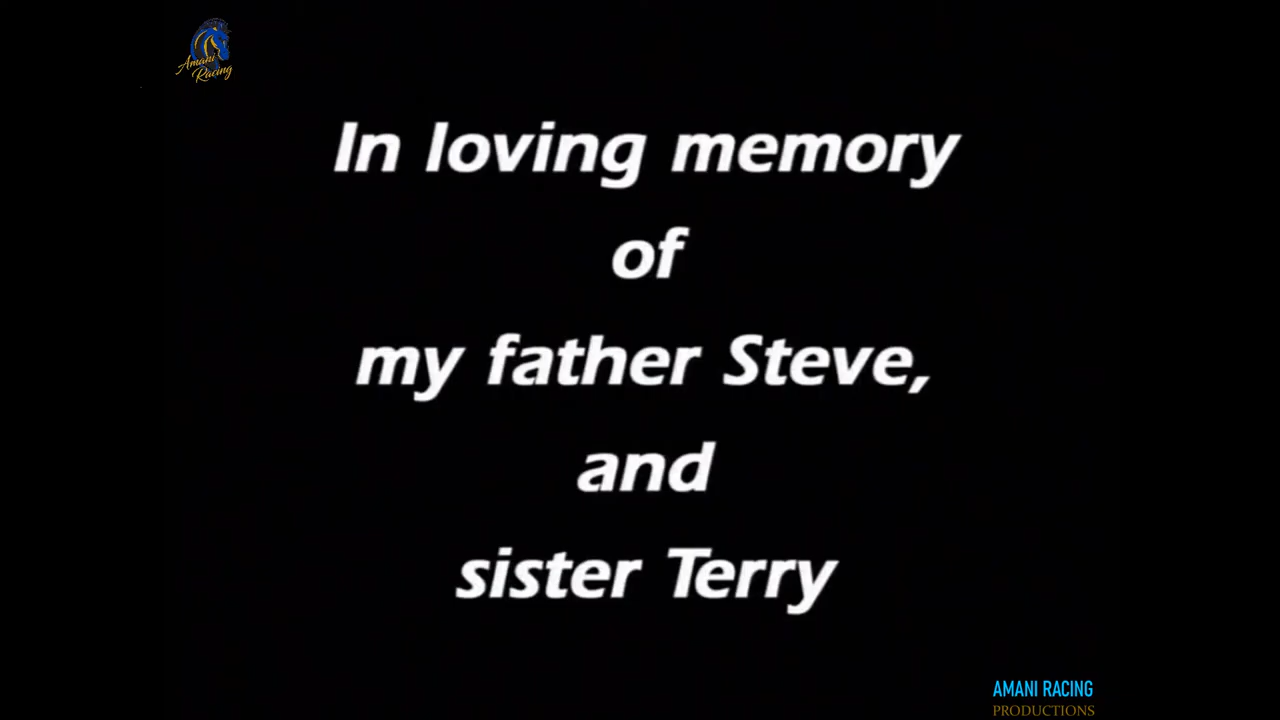 Amani
Racing
In loving memory
of
my father Steve,
and
sister Terry
AMANI RACING
PRODUCTIONS